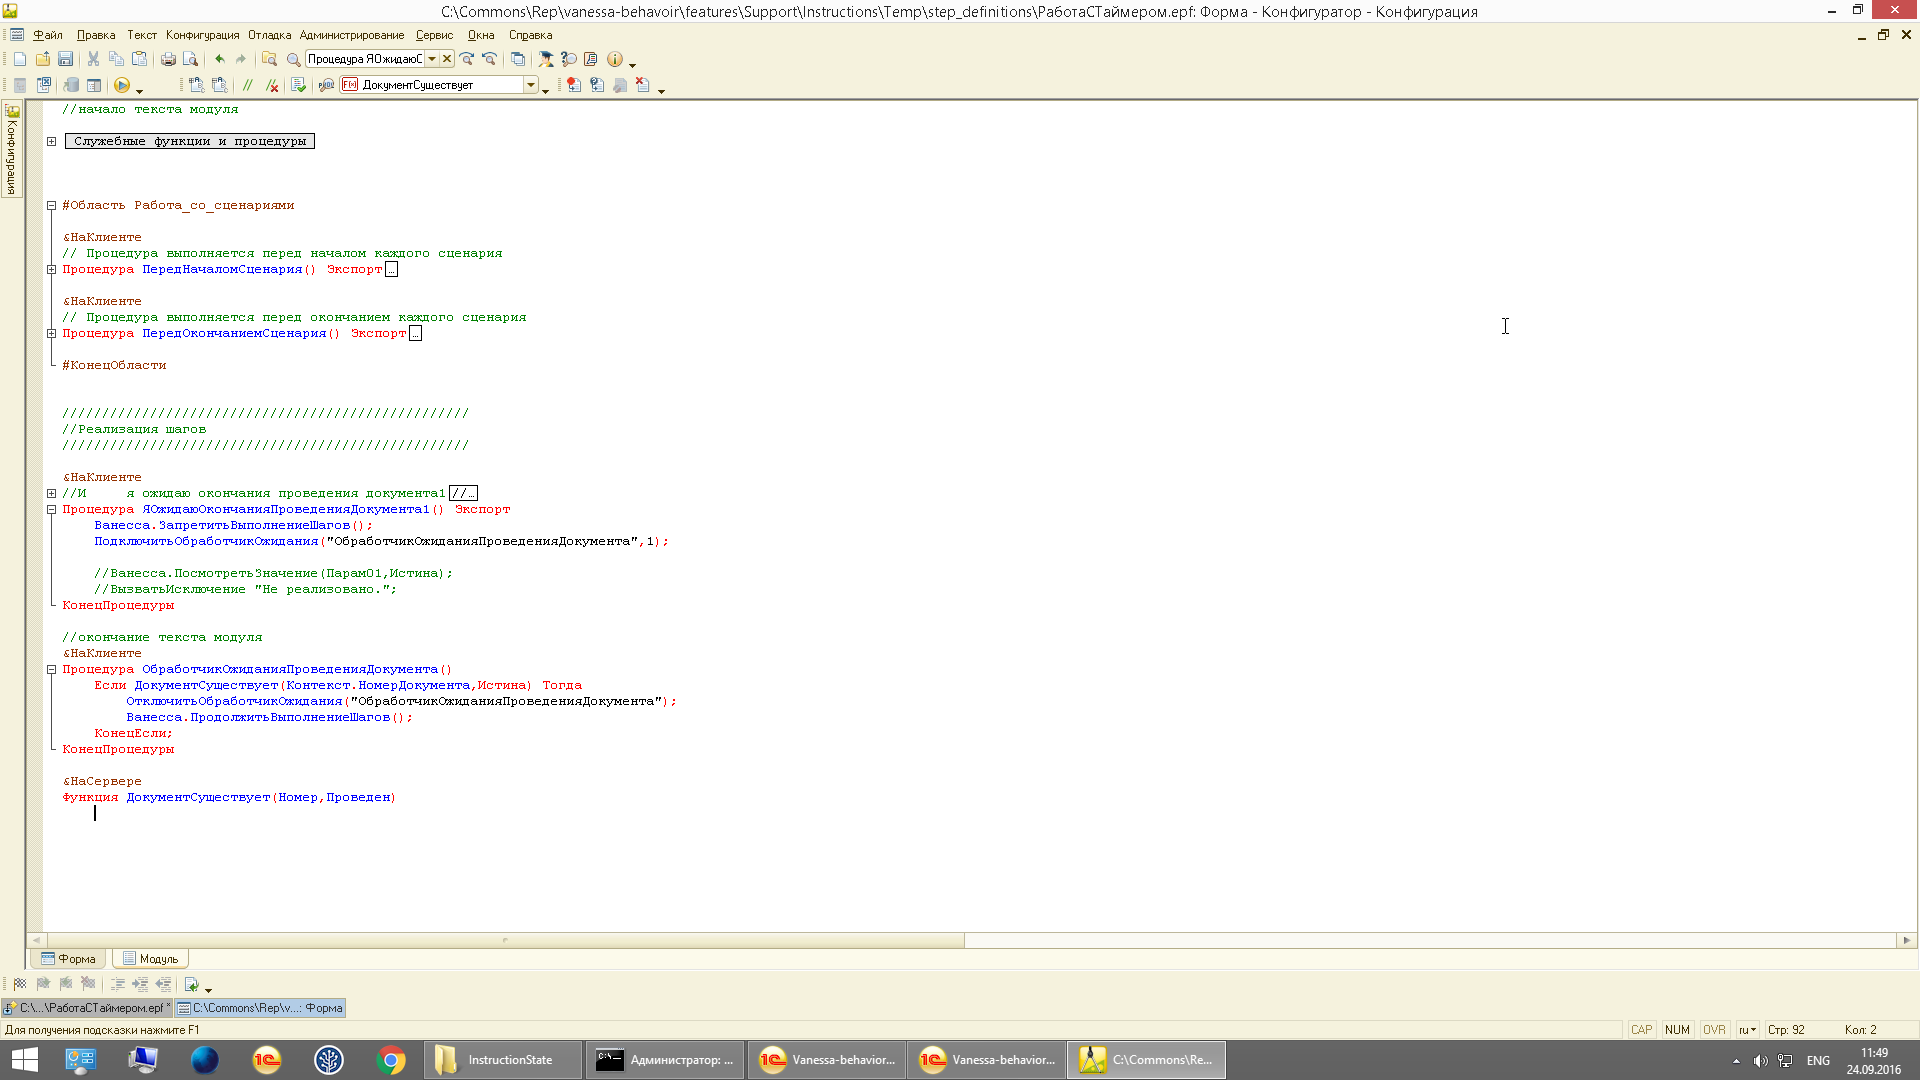 C:\Commons\Rep\vanessa-behavoir\features\Support\Instructions\Temp\step_definitions\РаботаСТаймером.epf: Форма - Конфигуратор - Конфигурация
Файл Правка Текст Конфигурация Отладка Администрирование Сервис Окна Справка
Процедура ЯОжидаюС
ДокументСуществует
Конфигурация
//начало текста модуля
Служебные функции и процедуры
#Область Работа_со_сценариями
&НаКлиенте
// Процедура выполняется перед началом каждого сценария
Процедура ПередНачаломСценария() Экспорт ...
&НаКлиенте
// Процедура выполняется перед окончанием каждого сценария
Процедура ПередОкончаниемСценария() Экспорт ...
#КонецОбласти
///////////////////////////////////////////////////
//Реализация шагов
///////////////////////////////////////////////////
&НаКлиенте
//И     я ожидаю окончания проведения документа1 //...
Процедура ЯОжидаюОкончанияПроведенияДокумента1() Экспорт
Ванесса.ЗапретитьВыполнениеШагов();
ПодключитьОбработчикОжидания("ОбработчикОжиданияПроведенияДокумента",1);
//Ванесса.ПосмотретьЗначение(Парам01,Истина);
//ВызватьИсключение "Не реализовано.";
КонецПроцедуры
//окончание текста модуля
&НаКлиенте
Процедура ОбработчикОжиданияПроведенияДокумента()
Если ДокументСуществует(Контекст.НомерДокумента,Истина) Тогда
ОтключитьОбработчикОжидания("ОбработчикОжиданияПроведенияДокумента");
Ванесса.ПродолжитьВыполнениеШагов();
КонецЕсли;
КонецПроцедуры
&НаСервере
Функция ДокументСуществует(Номер,Проведен)
Форма Модуль
C:\...\РаботаСТаймером.epf * C:\Commons\Rep\v...: Форма
Для получения подсказки нажмите F1 CAP NUM OVR ru Стр: 92 Кол: 2
InstructionState Администратор: ... Vanessa-behavior... Vanessa-behavior... C:\Commons\Re... ENG 11:49
24.09.2016